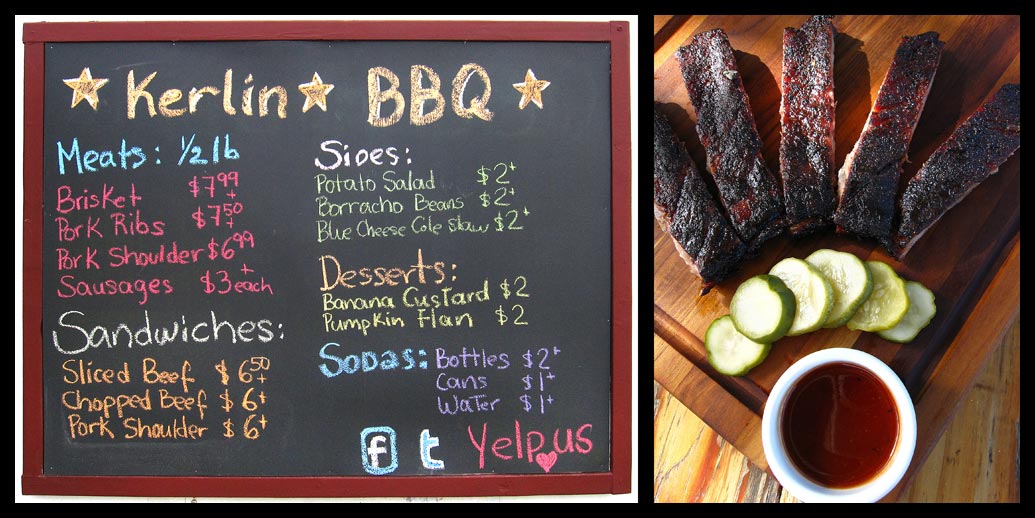 Kerlin BBQ
Meats: 1/2 lb
Brisket $7.99+
Pork Ribs $7.50+
Pork Shoulder $6.99
Sausages $3+ each
Sandwiches:
Sliced Beef $6.50+
Chopped Beef $6+
Pork Shoulder $6+
Sides:
Potato Salad $2+
Borracho Beans $2+
Blue Cheese Cole Slaw $2+
Desserts:
Banana Custard $2
Pumpkin Flan $2
Sodas: Bottles $2+
Cans $1+
Water $1+
f t Yelp us